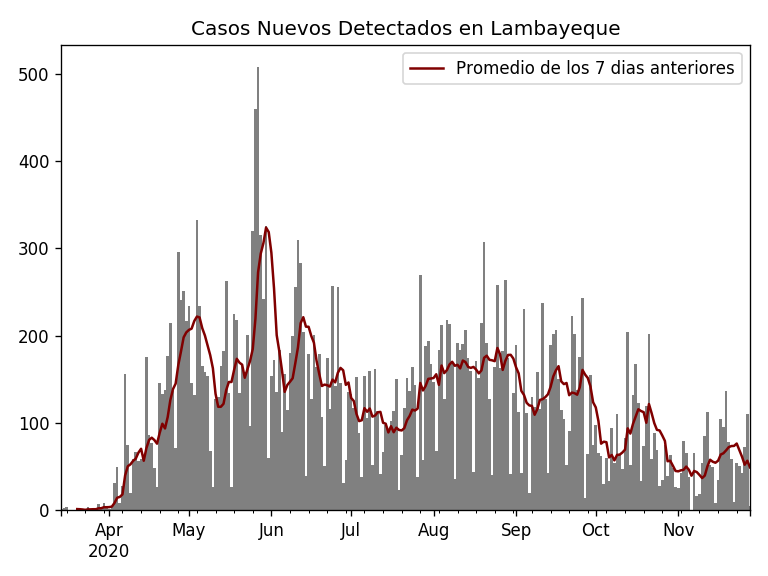 Casos Nuevos Detectados en Lambayeque
Promedio de los 7 dias anteriores
500
400
300
200
100
0
Apr May Jun Jul Aug Sep Oct Nov
2020